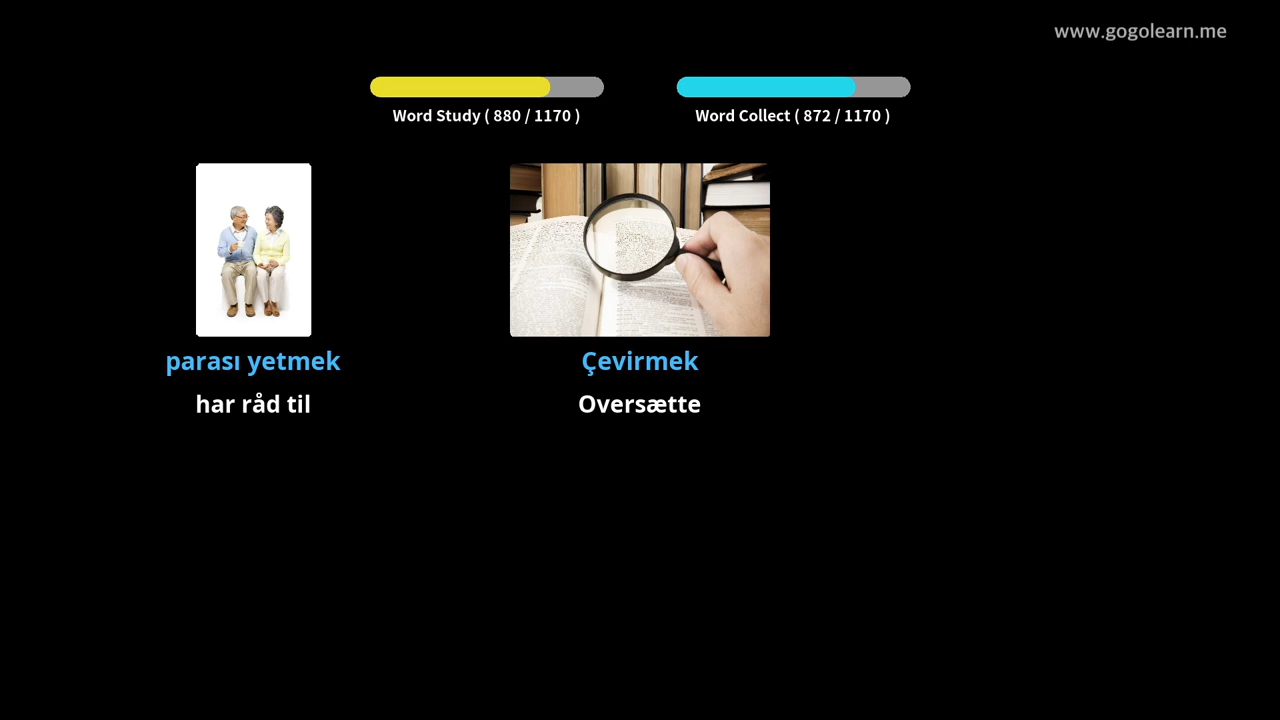 www.gogolearn.me
Word Study ( 880 / 1170 )
Word Collect ( 872 / 1170 )
parası yetmek
har råd til
Çevirmek
Oversætte